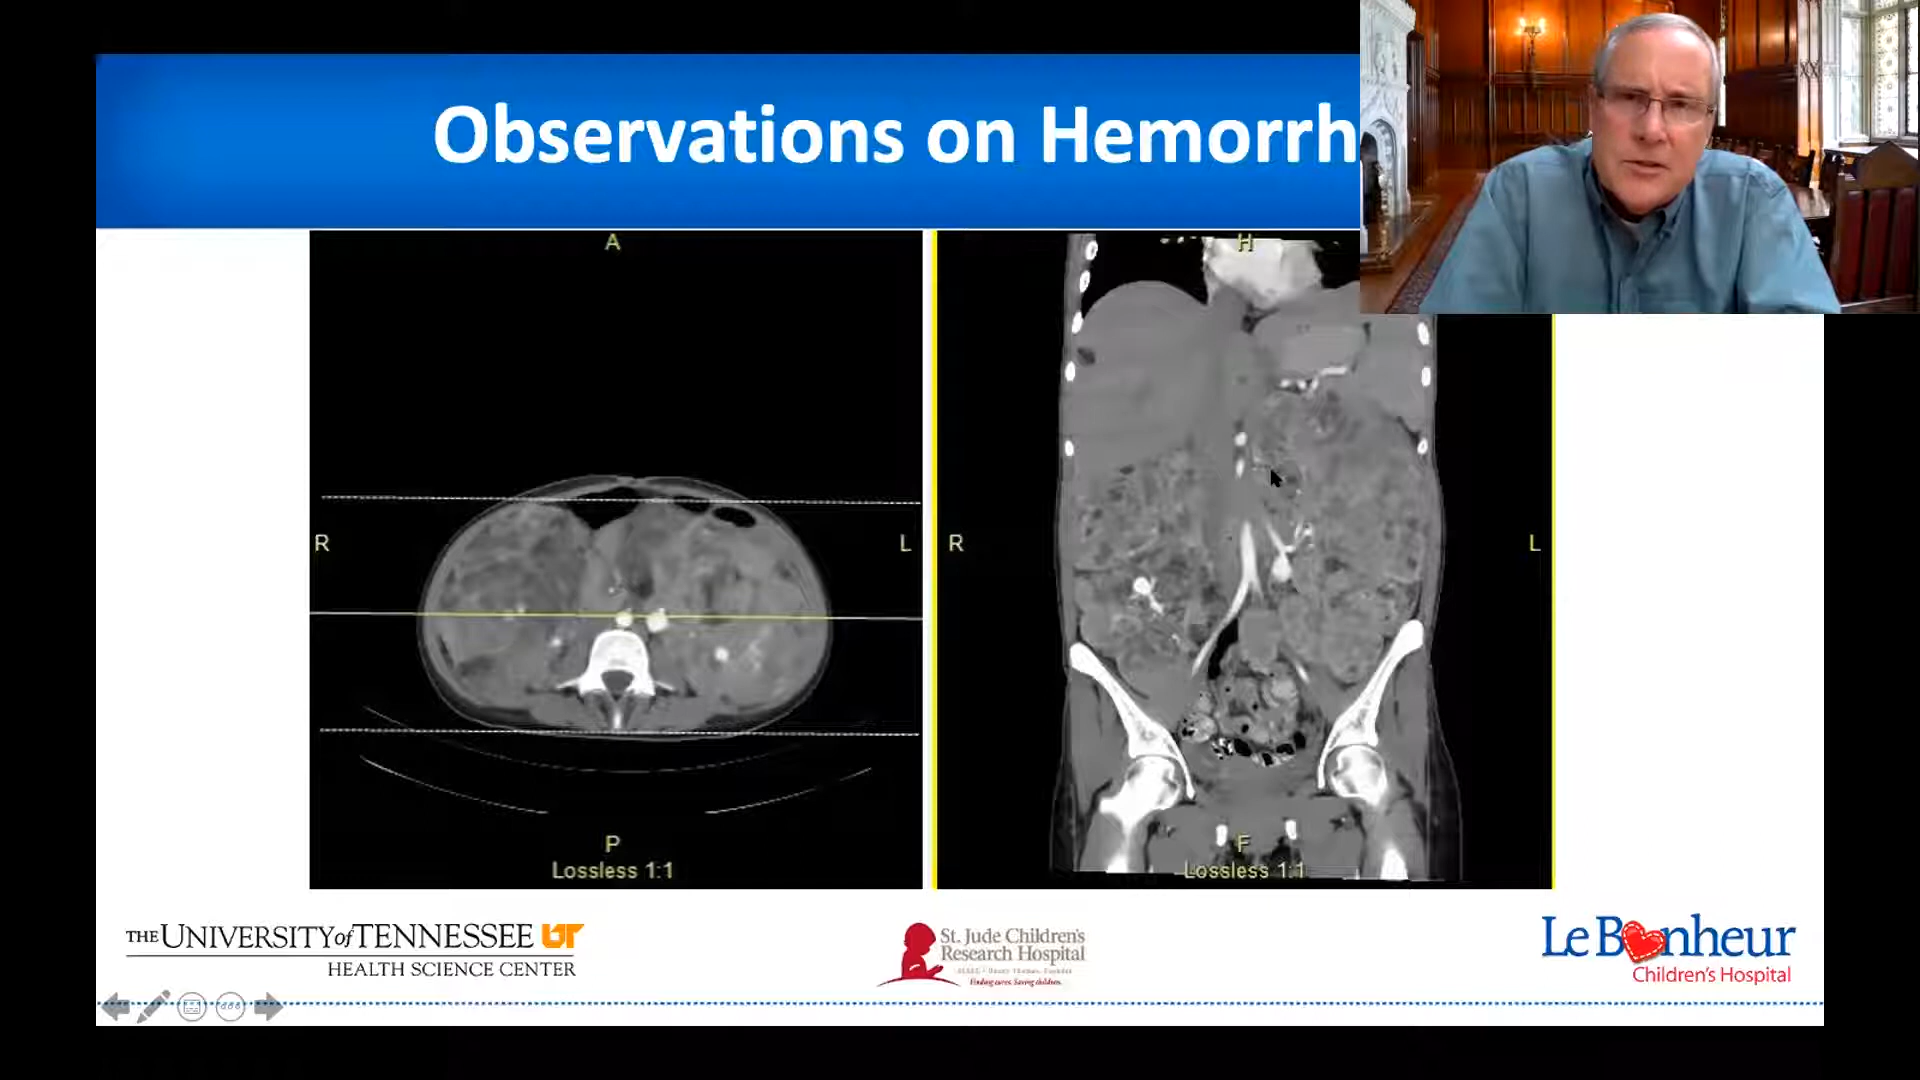 Observations on Hemorrh
A
H
R
L
R
L
P
Lossless 1:1
F
Lossless 1:1
THE UNIVERSITY of TENNESSEE UT
HEALTH SCIENCE CENTER
St. Jude Children's
Research Hospital
Finding cures. Saving children.
Le Bonheur
Children's Hospital